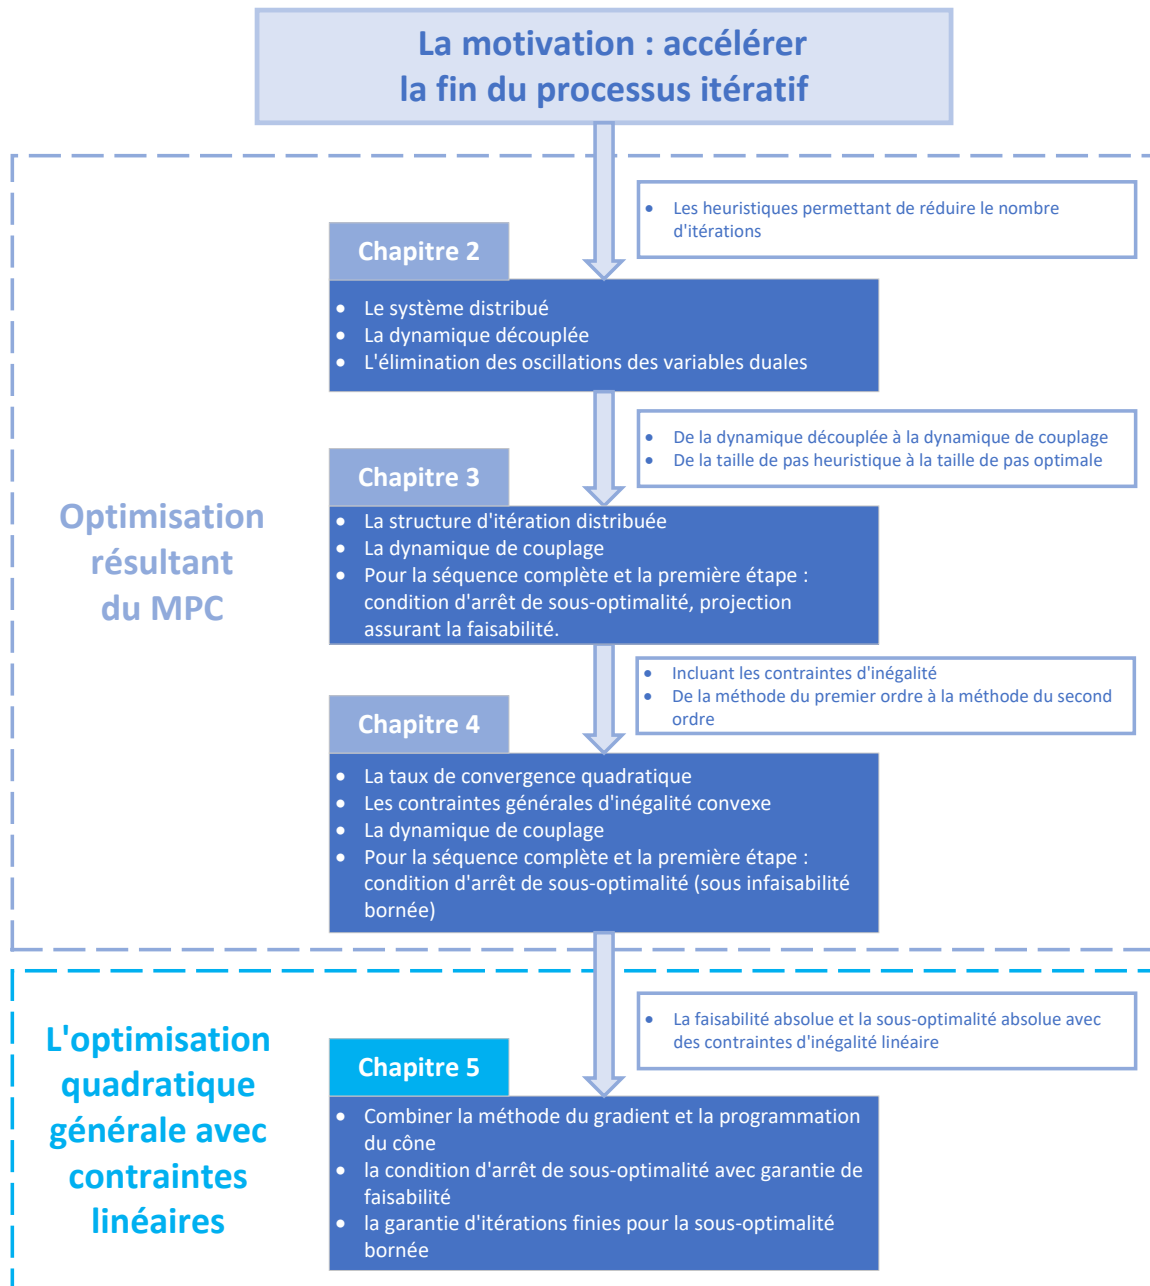 La motivation : accélérer
la fin du processus itératif
• Les heuristiques permettant de réduire le nombre
d'itérations
Chapitre 2
• Le système distribué
• La dynamique découplée
• L'élimination des oscillations des variables duales
• De la dynamique découplée à la dynamique de couplage
• De la taille de pas heuristique à la taille de pas optimale
Chapitre 3
• La structure d'itération distribuée
• La dynamique de couplage
• Pour la séquence complète et la première étape :
condition d'arrêt de sous-optimalité, projection
assurant la faisabilité.
Optimisation
résultant
du MPC
• Incluant les contraintes d'inégalité
• De la méthode du premier ordre à la méthode du second
ordre
Chapitre 4
• La taux de convergence quadratique
• Les contraintes générales d'inégalité convexe
• La dynamique de couplage
• Pour la séquence complète et la première étape :
condition d'arrêt de sous-optimalité (sous infaisabilité
bornée)
• La faisabilité absolue et la sous-optimalité absolue avec
des contraintes d'inégalité linéaire
L'optimisation
quadratique
générale avec
contraintes
linéaires
Chapitre 5
• Combiner la méthode du gradient et la programmation
du cône
• la condition d'arrêt de sous-optimalité avec garantie de
faisabilité
• la garantie d'itérations finies pour la sous-optimalité
bornée